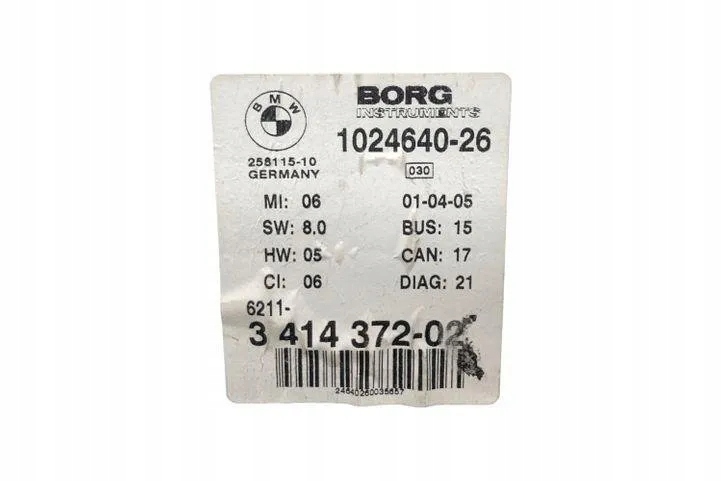 BMW
BORG
INSTRUMENTS
1024640-26
258115-10
GERMANY
030
MI: 06 01-04-05
SW: 8.0 BUS: 15
HW: 05 CAN: 17
CI: 06 DIAG: 21
6211-
3 414 372-02
24640260035657